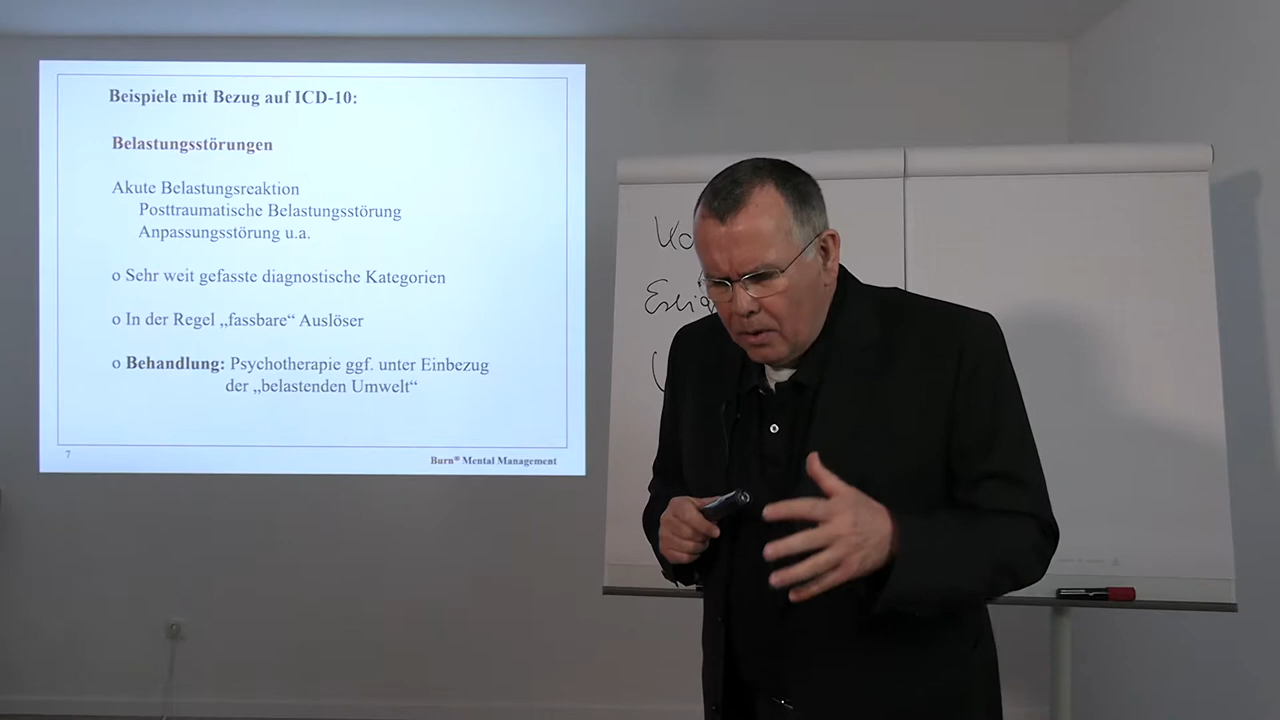 Beispiele mit Bezug auf ICD-10:
Belastungsstörungen
Akute Belastungsreaktion
Posttraumatische Belastungsstörung
Anpassungsstörung u.a.
o Sehr weit gefasste diagnostische Kategorien
o In der Regel „fassbare“ Auslöser
o Behandlung: Psychotherapie ggf. unter Einbezug
der „belastenden Umwelt“
7
Burn® Mental Management